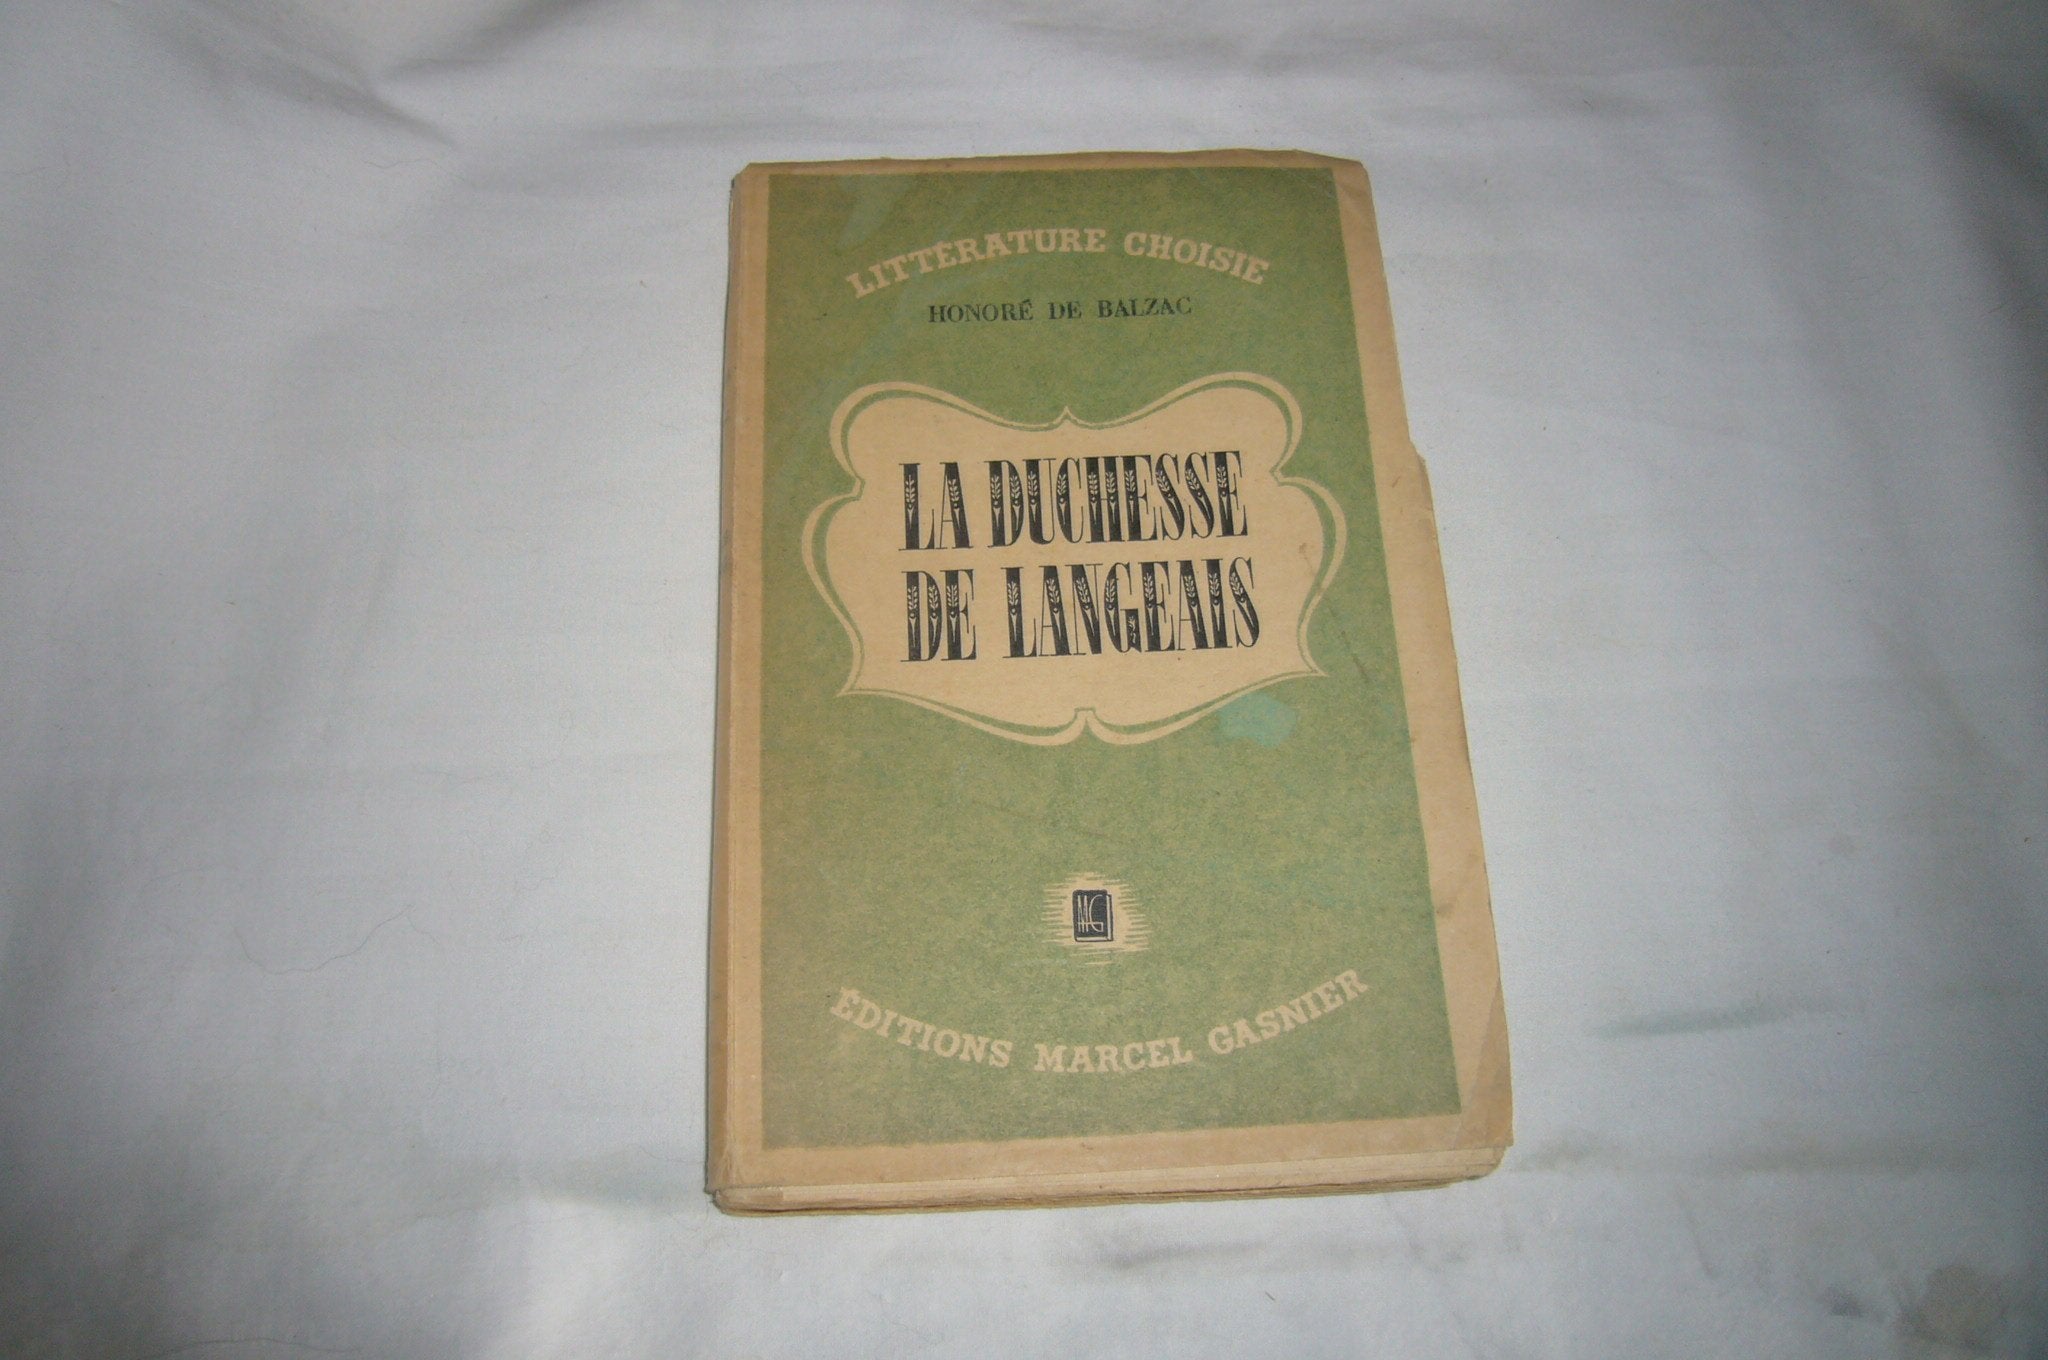 LITTÉRATURE CHOISIE
HONORÉ DE BALZAC
LA DUCHESSE
DE LANGEAIS
MG
ÉDITIONS MARCEL GASNIER